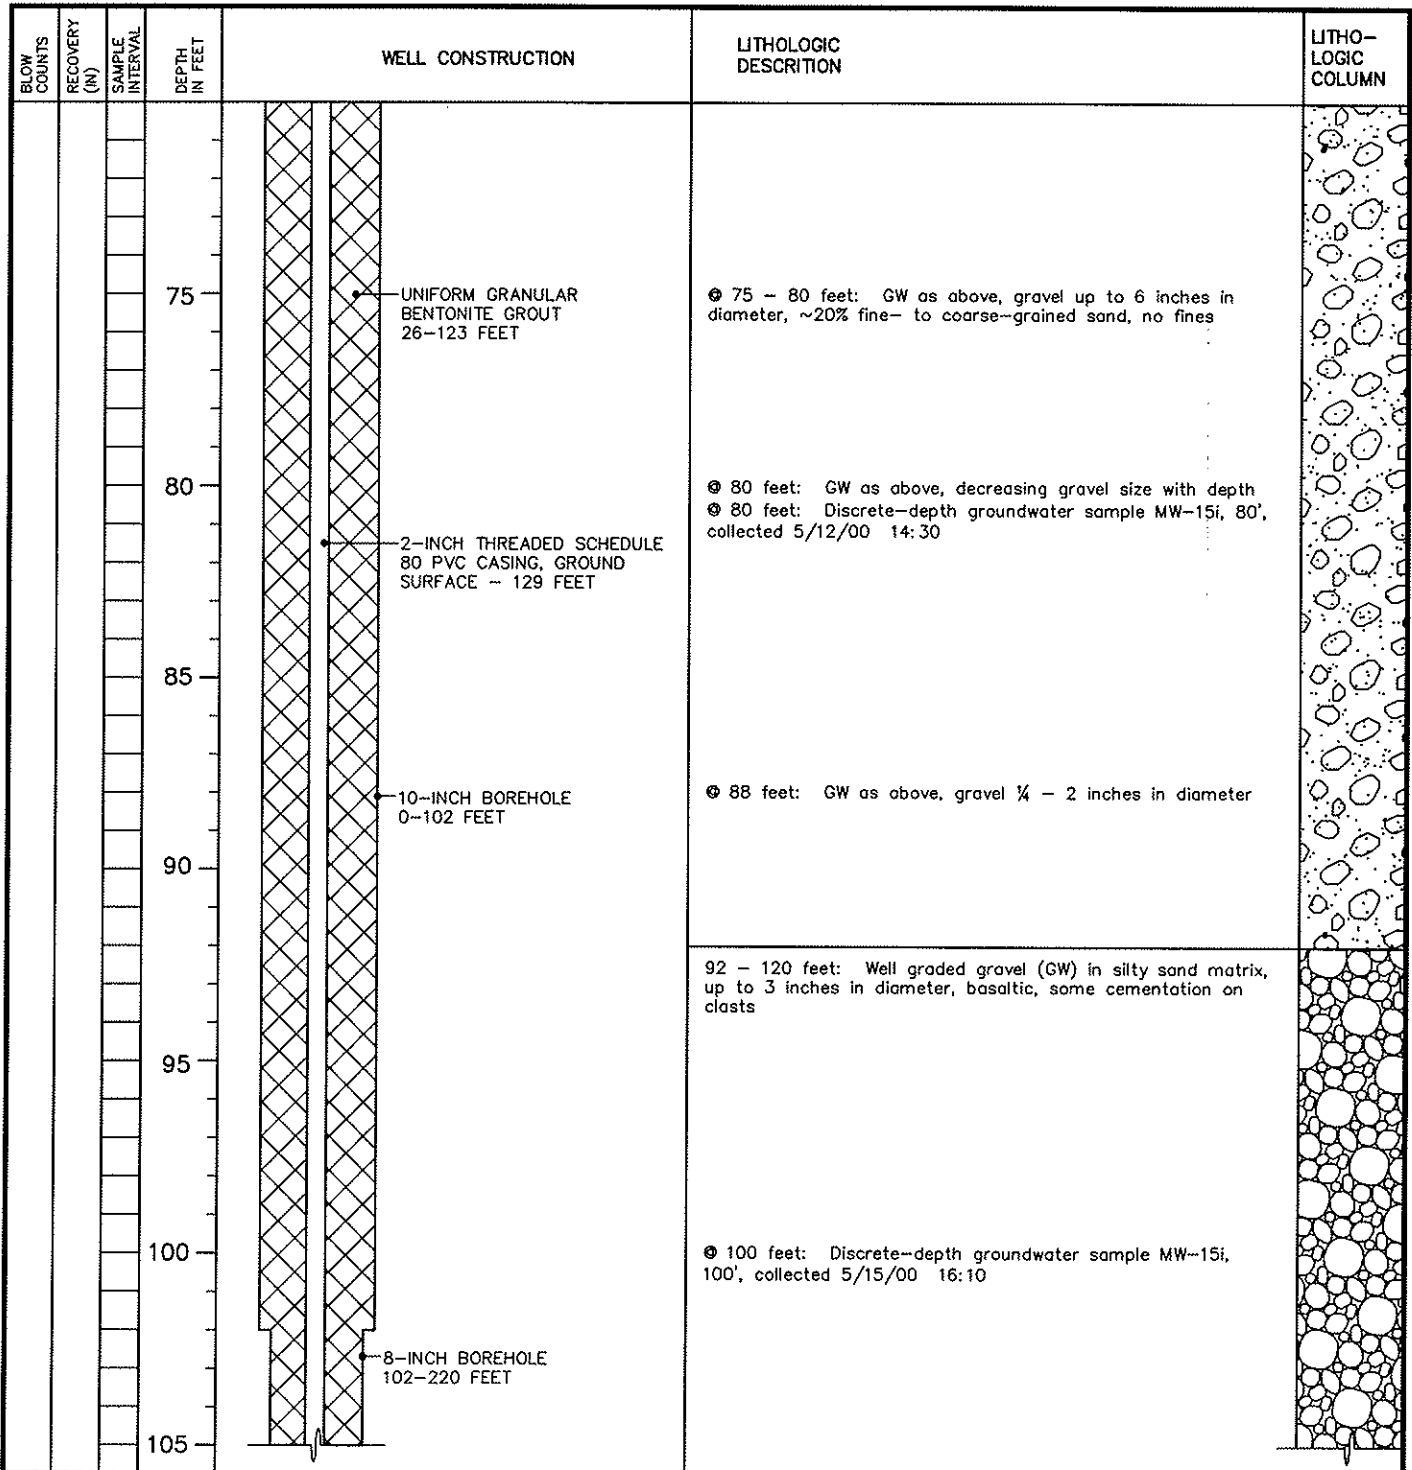 BLOW COUNTS
RECOVERY (IN)
SAMPLE INTERVAL
DEPTH IN FEET
WELL CONSTRUCTION
LITHOLOGIC
DESCRITION
LITHO-
LOGIC
COLUMN
75
UNIFORM GRANULAR
BENTONITE GROUT
26-123 FEET
@ 75 - 80 feet: GW as above, gravel up to 6 inches in
diameter, ~20% fine- to coarse-grained sand, no fines
80
@ 80 feet: GW as above, decreasing gravel size with depth
@ 80 feet: Discrete-depth groundwater sample MW-15i, 80',
collected 5/12/00 14:30
2-INCH THREADED SCHEDULE
80 PVC CASING, GROUND
SURFACE - 129 FEET
85
10-INCH BOREHOLE
0-102 FEET
@ 88 feet: GW as above, gravel ¼ - 2 inches in diameter
90
92 - 120 feet: Well graded gravel (GW) in silty sand matrix,
up to 3 inches in diameter, basaltic, some cementation on
clasts
95
100
@ 100 feet: Discrete-depth groundwater sample MW-15i,
100', collected 5/15/00 16:10
8-INCH BOREHOLE
102-220 FEET
105